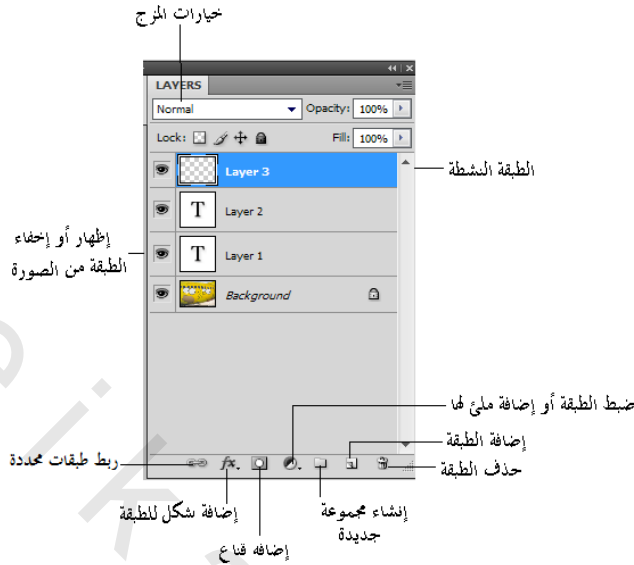 خيارات المزج
LAYERS
Normal Opacity: 100%
Lock: Fill: 100%
Layer 3
الطبقة النشطة
T Layer 2
T Layer 1
إظهار أو إخفاء
الطبقة من الصورة
Background
ضبط الطبقة أو إضافة ملئ لها
إضافة الطبقة
حذف الطبقة
ربط طبقات محددة
fx.
إضافة شكل للطبقة
إضافه قناع
إنشاء مجموعة
جديدة